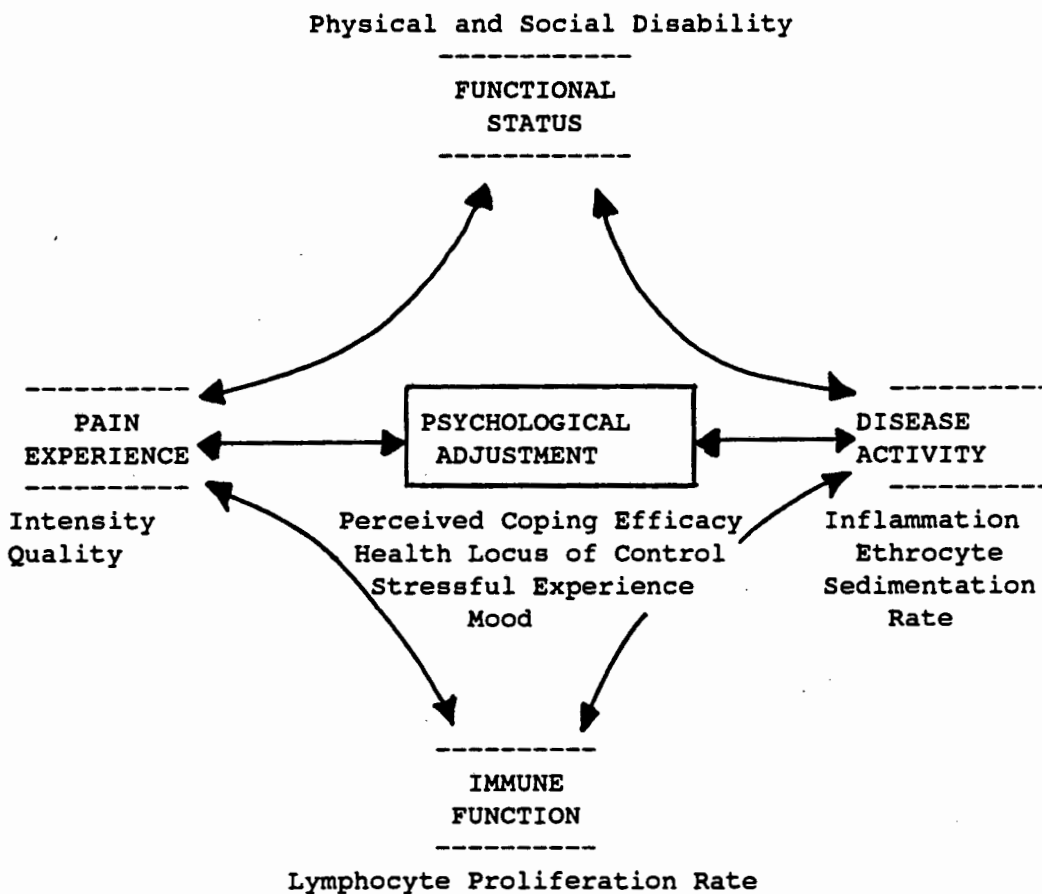 Physical and Social Disability
------------
FUNCTIONAL
STATUS
------------
----------
PAIN
EXPERIENCE
----------
Intensity
Quality
PSYCHOLOGICAL
ADJUSTMENT
Perceived Coping Efficacy
Health Locus of Control
Stressful Experience
Mood
----------
DISEASE
ACTIVITY
----------
Inflammation
Ethrocyte
Sedimentation
Rate
----------
IMMUNE
FUNCTION
----------
Lymphocyte Proliferation Rate